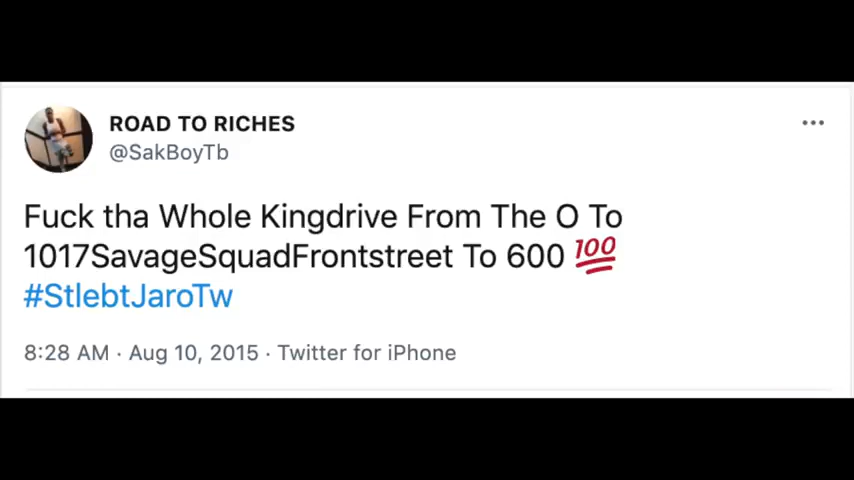 ROAD TO RICHES
@SakBoyTb
Fuck tha Whole Kingdrive From The O To
1017SavageSquadFrontstreet To 600 💯
#StlebtJaroTw
8:28 AM · Aug 10, 2015 · Twitter for iPhone